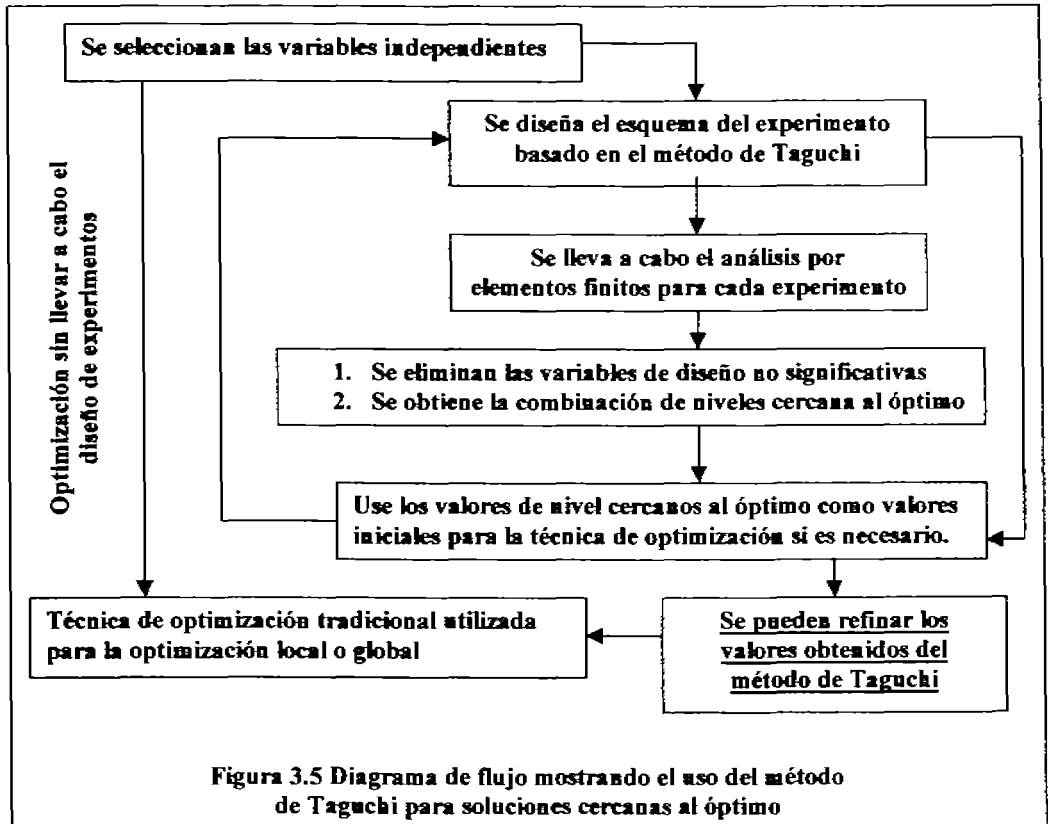 Se seleccionan las variables independientes
Se diseña el esquema del experimento
basado en el método de Taguchi
Optimización sin llevar a cabo el
diseño de experimentos
Se lleva a cabo el análisis por
elementos finitos para cada experimento
1. Se eliminan las variables de diseño no significativas
2. Se obtiene la combinación de niveles cercana al óptimo
Use los valores de nivel cercanos al óptimo como valores
iniciales para la técnica de optimización si es necesario.
Técnica de optimización tradicional utilizada
para la optimización local o global
Se pueden refinar los
valores obtenidos del
método de Taguchi
Figura 3.5 Diagrama de flujo mostrando el uso del método
de Taguchi para soluciones cercanas al óptimo